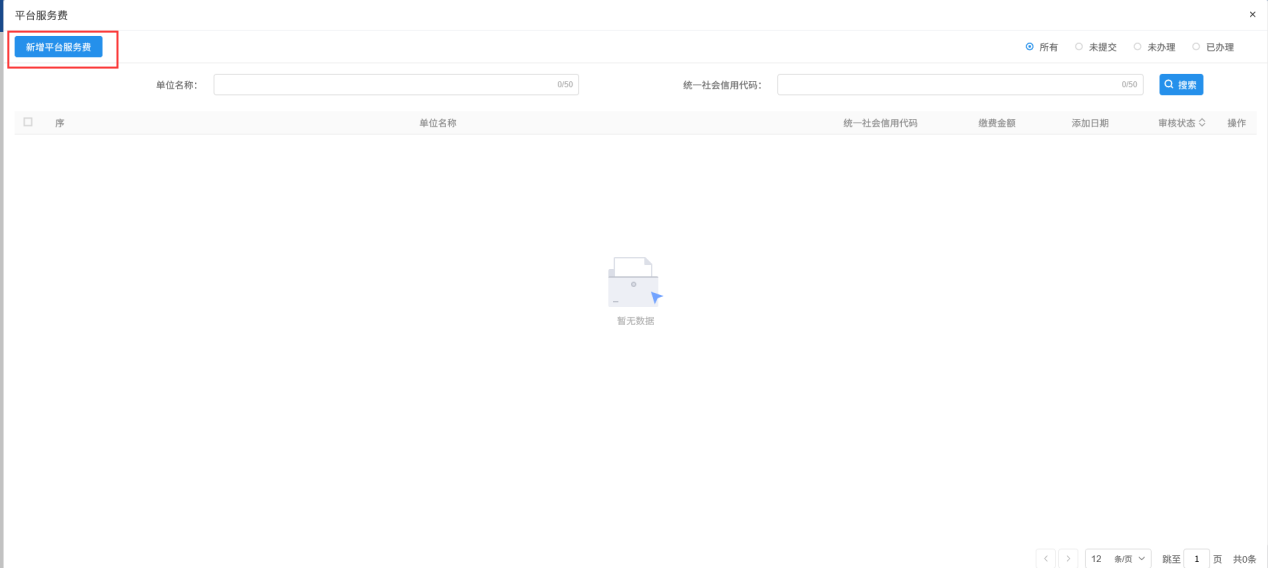 平台服务费 ×
新增平台服务费 所有 未提交 未办理 已办理
单位名称: 0/50 统一社会信用代码: 0/50 搜索
序 单位名称 统一社会信用代码 缴费金额 添加日期 审核状态 操作
暂无数据
< > 12 条/页 跳至 1 页 共0条